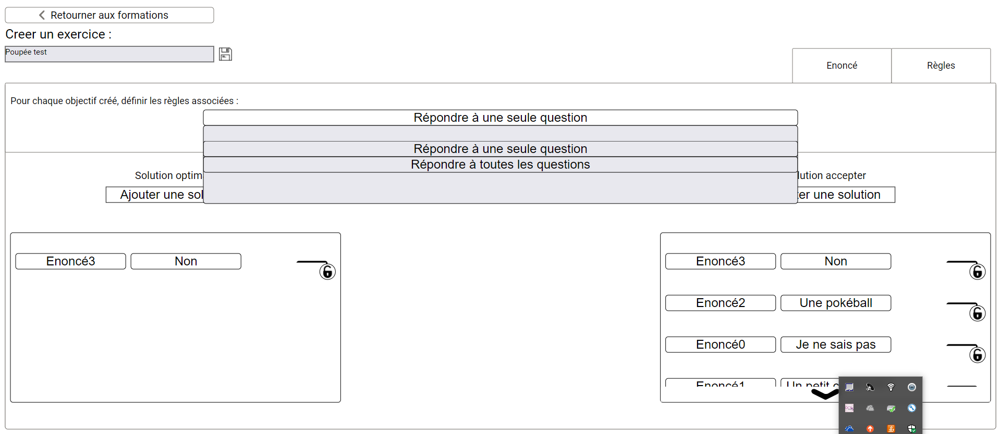 Retourner aux formations
Creer un exercice :
Poupée test
Enoncé
Règles
Pour chaque objectif créé, définir les règles associées :
Répondre à une seule question
Répondre à une seule question
Répondre à toutes les questions
Solution optim
lution accepter
Ajouter une sol
er une solution
Enoncé3 Non
Enoncé3 Non
Enoncé2 Une pokéball
Enoncé0 Je ne sais pas
Enoncé1 Un petit